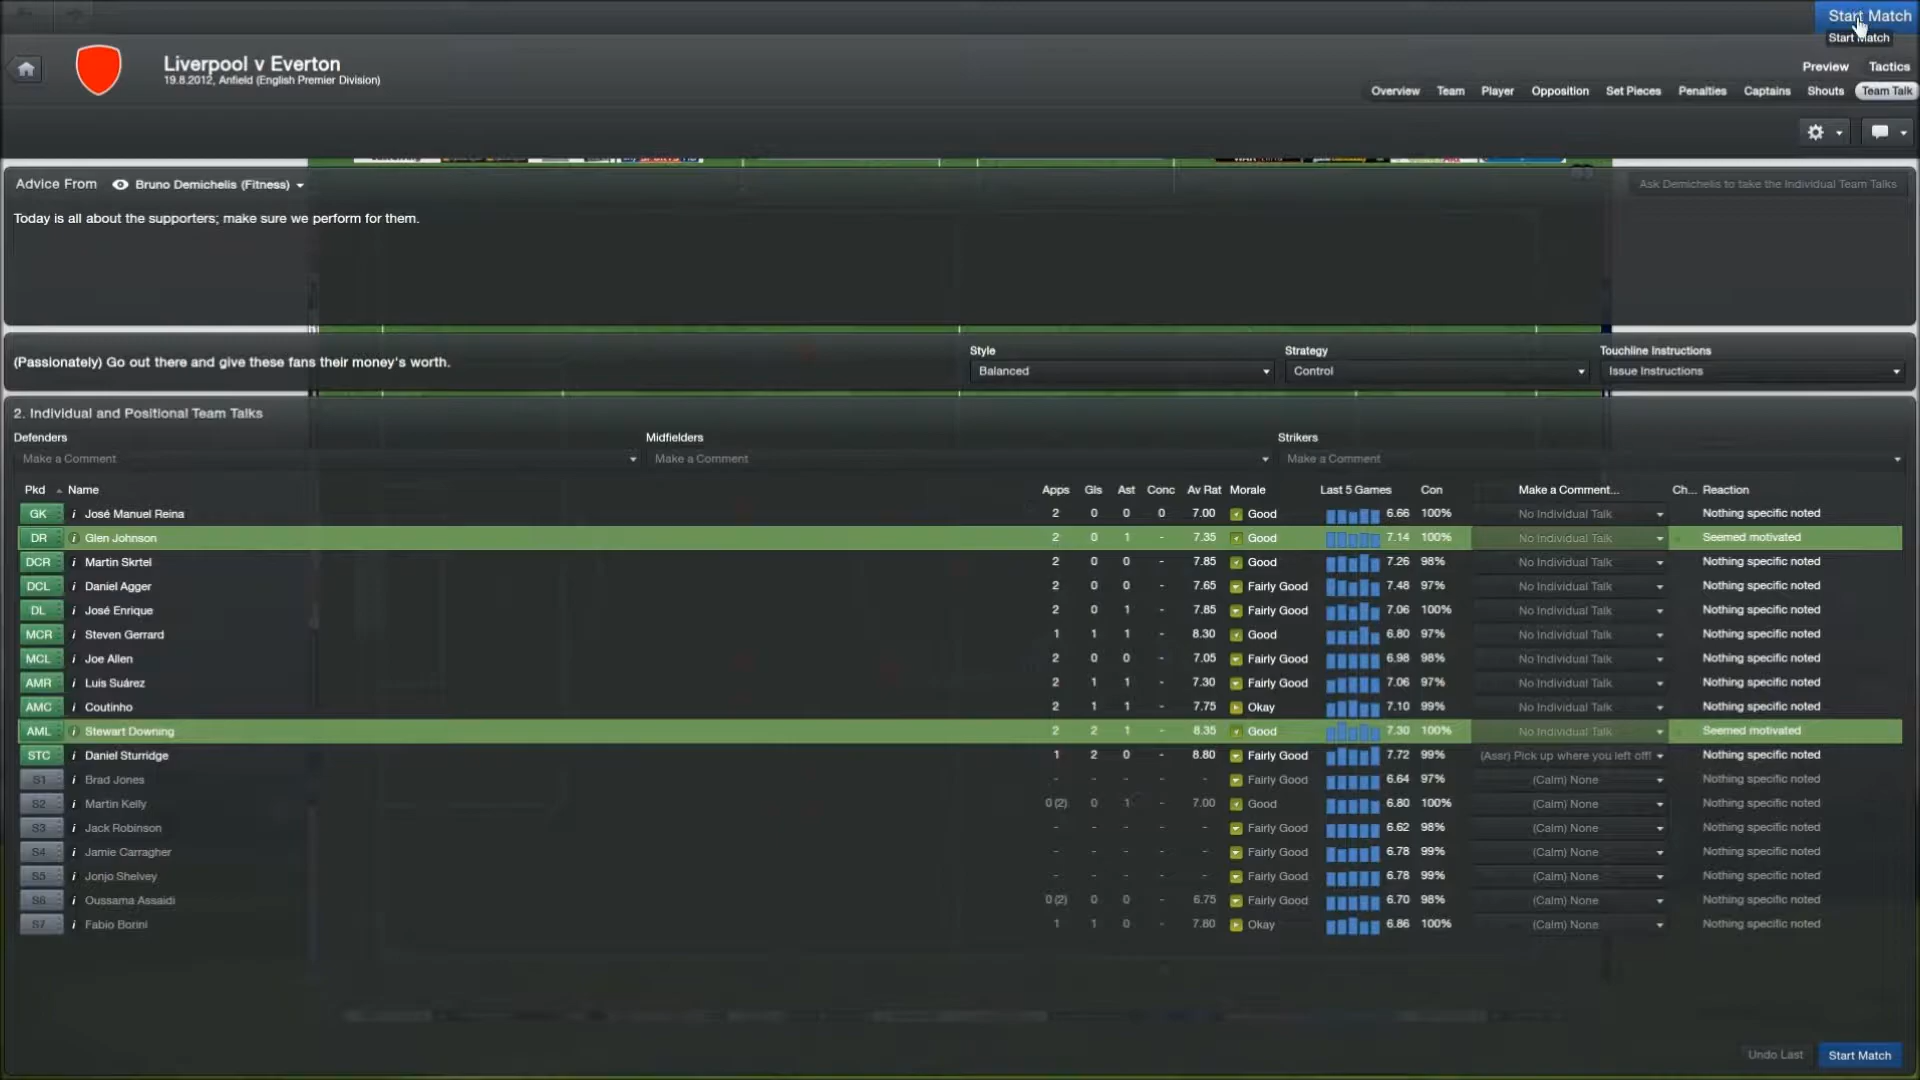 Start Match
Start Match
Liverpool v Everton
19.8.2012, Anfield (English Premier Division)
Preview Tactics
Overview Team Player Opposition Set Pieces Penalties Captains Shouts Team Talk
Advice From Bruno Demichelis (Fitness)
Ask Demichelis to take the Individual Team Talks
Today is all about the supporters; make sure we perform for them.
(Passionately) Go out there and give these fans their money's worth.
Style Strategy Touchline Instructions
Balanced Control Issue Instructions
2. Individual and Positional Team Talks
Defenders Midfielders Strikers
Make a Comment Make a Comment Make a Comment
Pkd Name Apps Gls Ast Conc Av Rat Morale Last 5 Games Con Make a Comment... Ch... Reaction
GK i José Manuel Reina 2 0 0 0 7.00 Good 6.66 100% No Individual Talk Nothing specific noted
DR i Glen Johnson 2 0 1 - 7.35 Good 7.14 100% No Individual Talk Seemed motivated
DCR i Martin Skrtel 2 0 0 - 7.85 Good 7.26 98% No Individual Talk Nothing specific noted
DCL i Daniel Agger 2 0 0 - 7.65 Fairly Good 7.48 97% No Individual Talk Nothing specific noted
DL i José Enrique 2 0 1 - 7.85 Fairly Good 7.06 100% No Individual Talk Nothing specific noted
MCR i Steven Gerrard 1 1 1 - 8.30 Good 6.80 97% No Individual Talk Nothing specific noted
MCL i Joe Allen 2 0 0 - 7.05 Fairly Good 6.98 98% No Individual Talk Nothing specific noted
AMR i Luis Suárez 2 1 1 - 7.30 Fairly Good 7.06 97% No Individual Talk Nothing specific noted
AMC i Coutinho 2 1 1 - 7.75 Okay 7.10 99% No Individual Talk Nothing specific noted
AML i Stewart Downing 2 2 1 - 8.35 Good 7.30 100% No Individual Talk Seemed motivated
STC i Daniel Sturridge 1 2 0 - 8.80 Fairly Good 7.72 99% (Assr) Pick up where you left off! Nothing specific noted
S1 i Brad Jones - - - - - Fairly Good 6.64 97% (Calm) None Nothing specific noted
S2 i Martin Kelly 0 (2) 0 1 - 7.00 Good 6.80 100% (Calm) None Nothing specific noted
S3 i Jack Robinson - - - - - Fairly Good 6.62 98% (Calm) None Nothing specific noted
S4 i Jamie Carragher - - - - - Fairly Good 6.78 99% (Calm) None Nothing specific noted
S5 i Jonjo Shelvey - - - - - Fairly Good 6.78 99% (Calm) None Nothing specific noted
S6 i Oussama Assaidi 0 (2) 0 0 - 6.75 Fairly Good 6.70 98% (Calm) None Nothing specific noted
S7 i Fabio Borini 1 1 0 - 7.80 Okay 6.86 100% (Calm) None Nothing specific noted
Undo Last Start Match